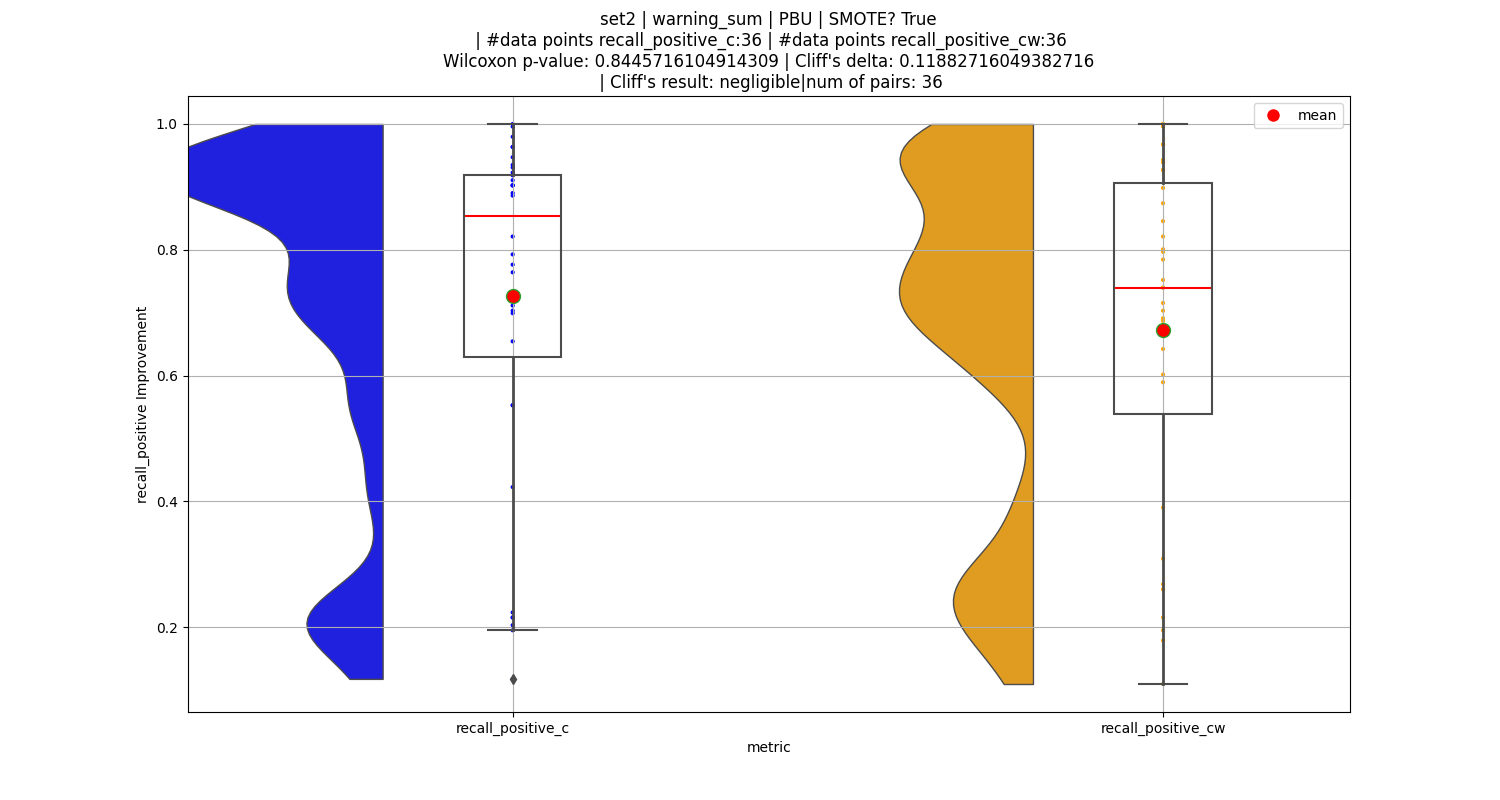 set2 | warning_sum | PBU | SMOTE? True
| #data points recall_positive_c:36 | #data points recall_positive_cw:36
Wilcoxon p-value: 0.8445716104914309 | Cliff's delta: 0.11882716049382716
| Cliff's result: negligible|num of pairs: 36
mean
1.0
0.8
0.6
0.4
0.2
recall_positive Improvement
recall_positive_c
recall_positive_cw
metric